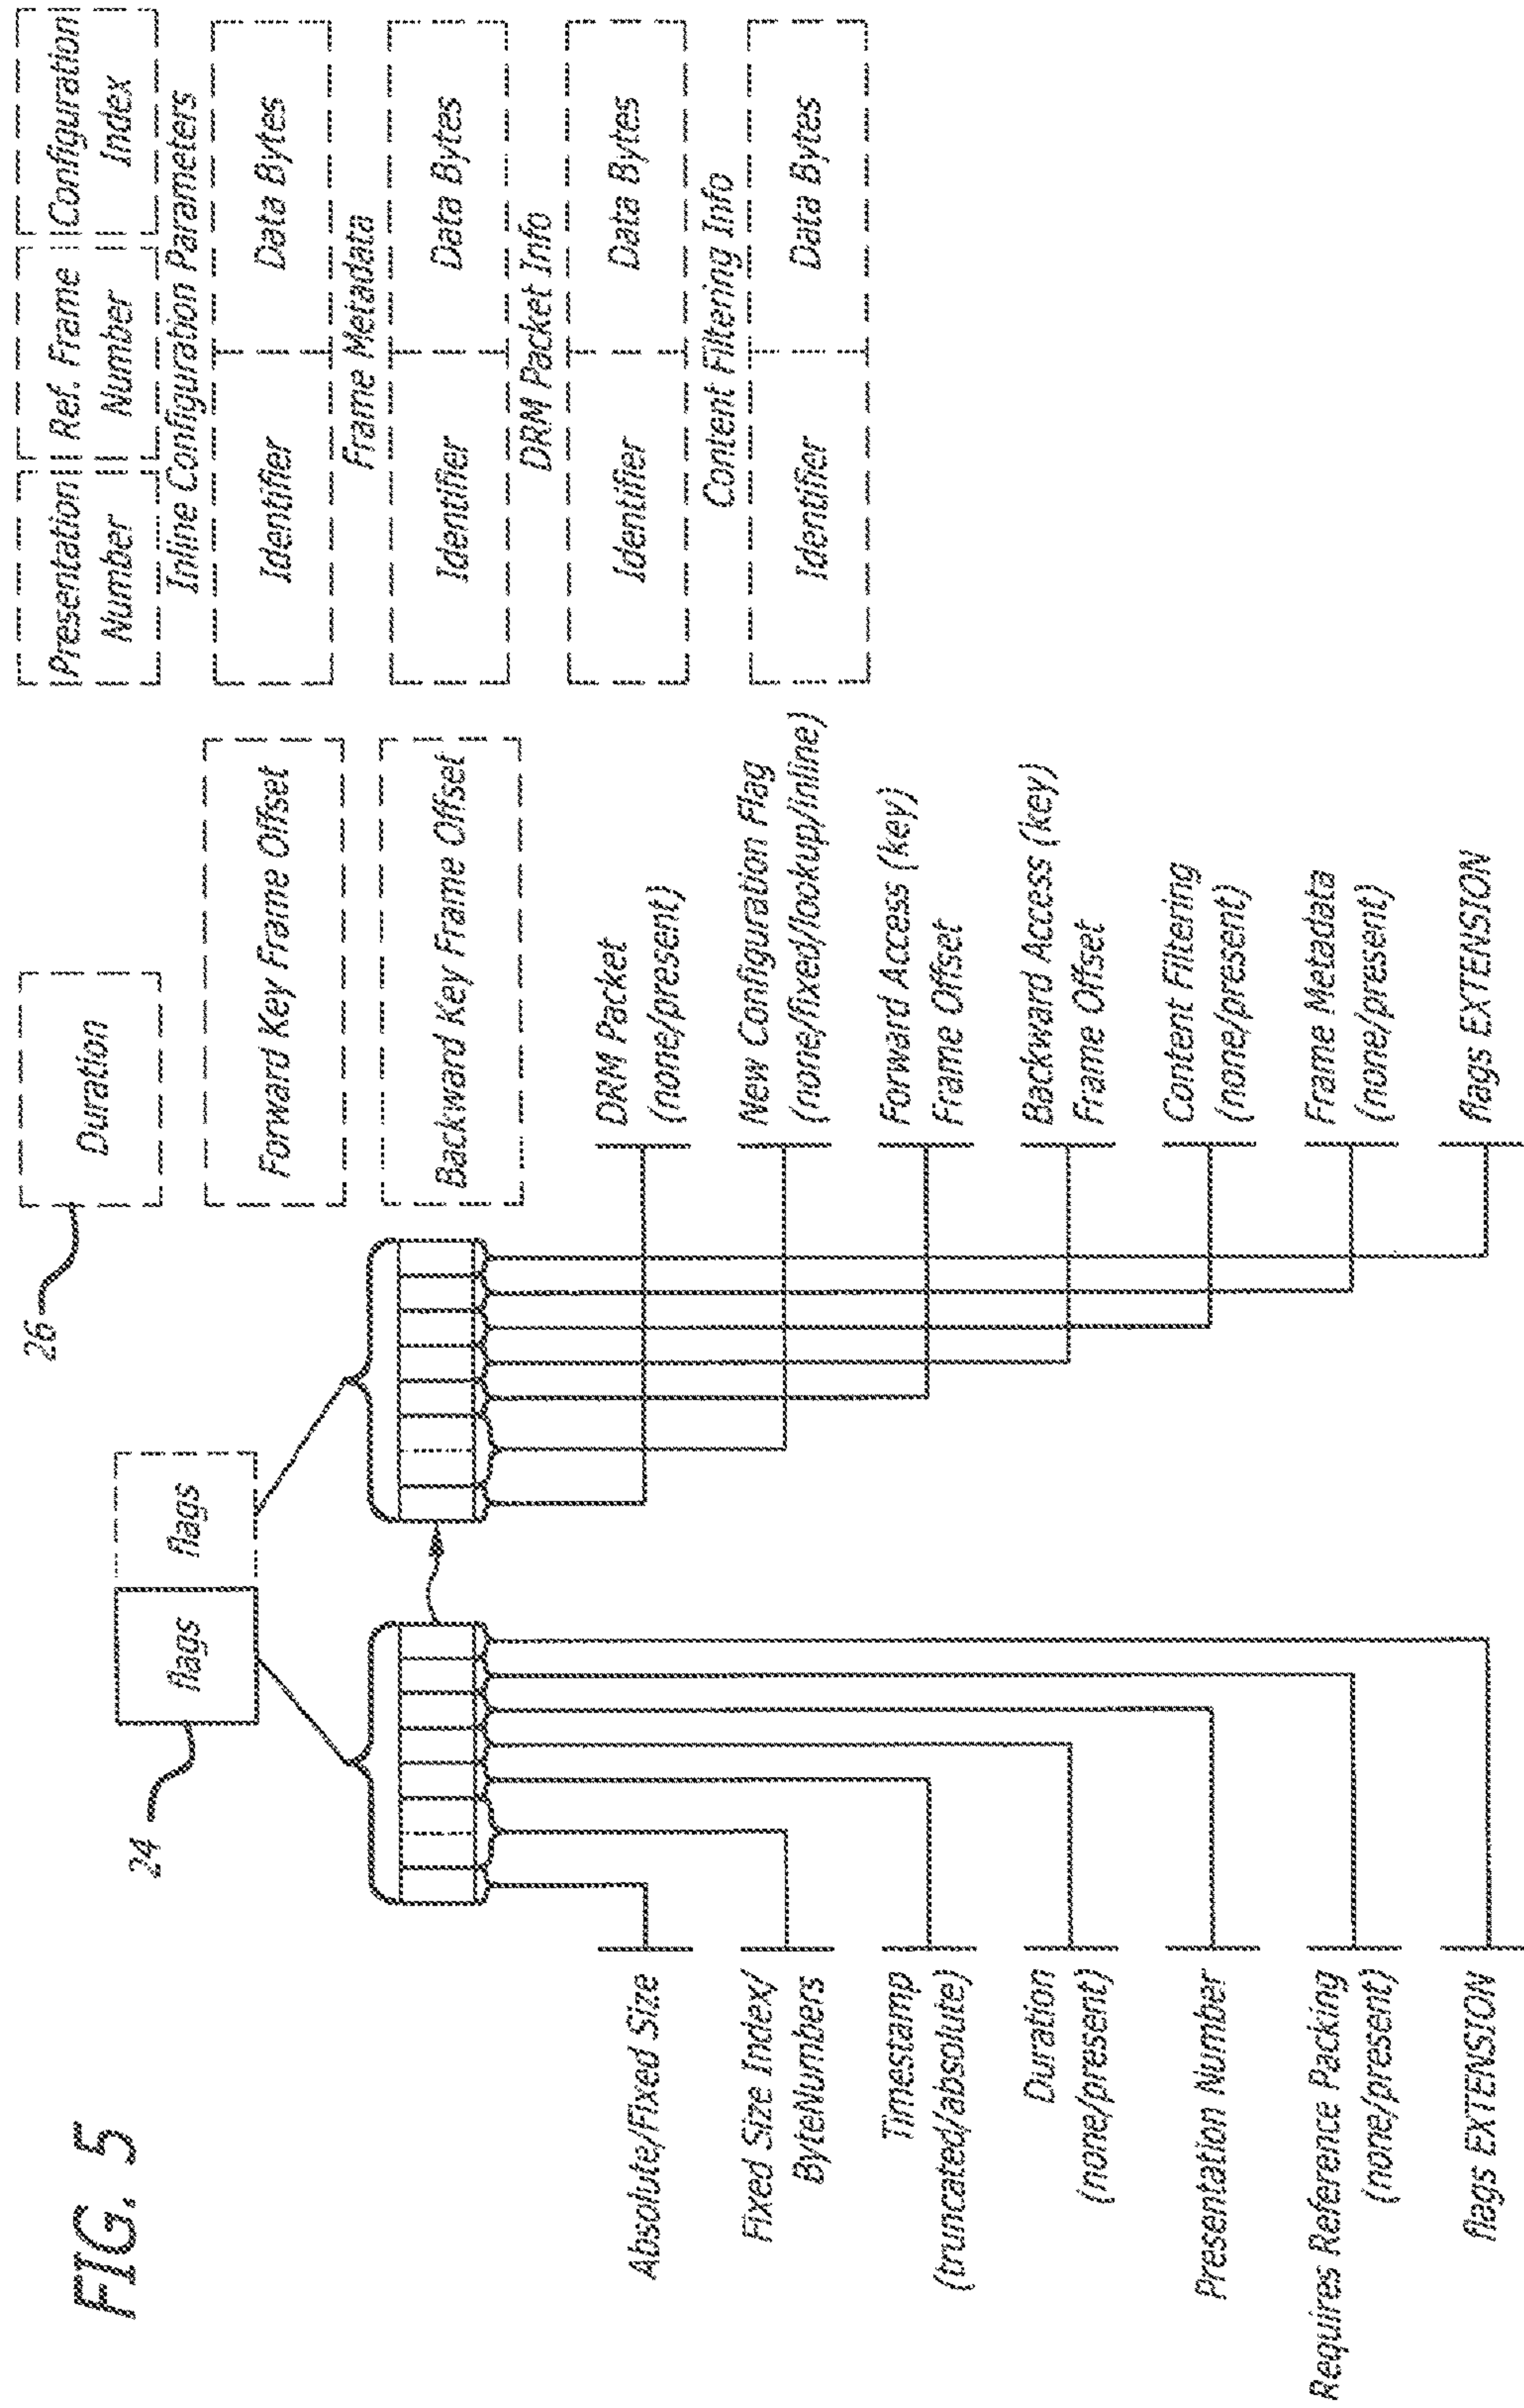 FIG. 5
24
flags
flags
26
Duration
Forward Key Frame Offset
Backward Key Frame Offset
Presentation
Number
Ref. Frame
Number
Configuration
Index
Inline Configuration Parameters
Identifier
Data Bytes
Frame Metadata
Identifier
Data Bytes
DRM Packet Info
Identifier
Data Bytes
Content Filtering Info
Identifier
Data Bytes
Absolute/Fixed Size
Fixed Size Index/
ByteNumbers
Timestamp
(truncated/absolute)
Duration
(none/present)
Presentation Number
Requires Reference Packing
(none/present)
flags EXTENSION
DRM Packet
(none/present)
New Configuration Flag
(none/fixed/lookup/inline)
Forward Access (key)
Frame Offset
Backward Access (key)
Frame Offset
Content Filtering
(none/present)
Frame Metadata
(none/present)
flags EXTENSION